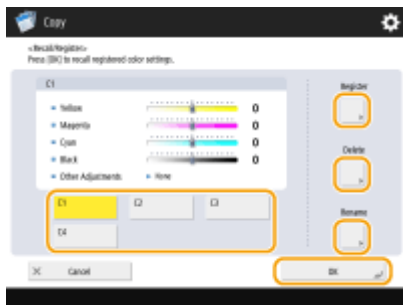 Copy
<Recall/Register>
Press [OK] to recall registered color settings.
C1
Register
Yellow 0
Magenta 0
Cyan 0
Delete
Black 0
Other Adjustments None
C1 C2 C3
Rename
C4
Cancel OK